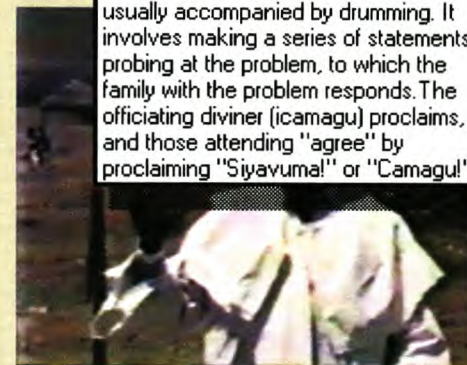 usually accompanied by drumming. It
involves making a series of statements
probing at the problem, to which the
family with the problem responds.The
officiating diviner (icamagu) proclaims,
and those attending "agree" by
proclaiming "Siyavuma!" or "Camagu!"